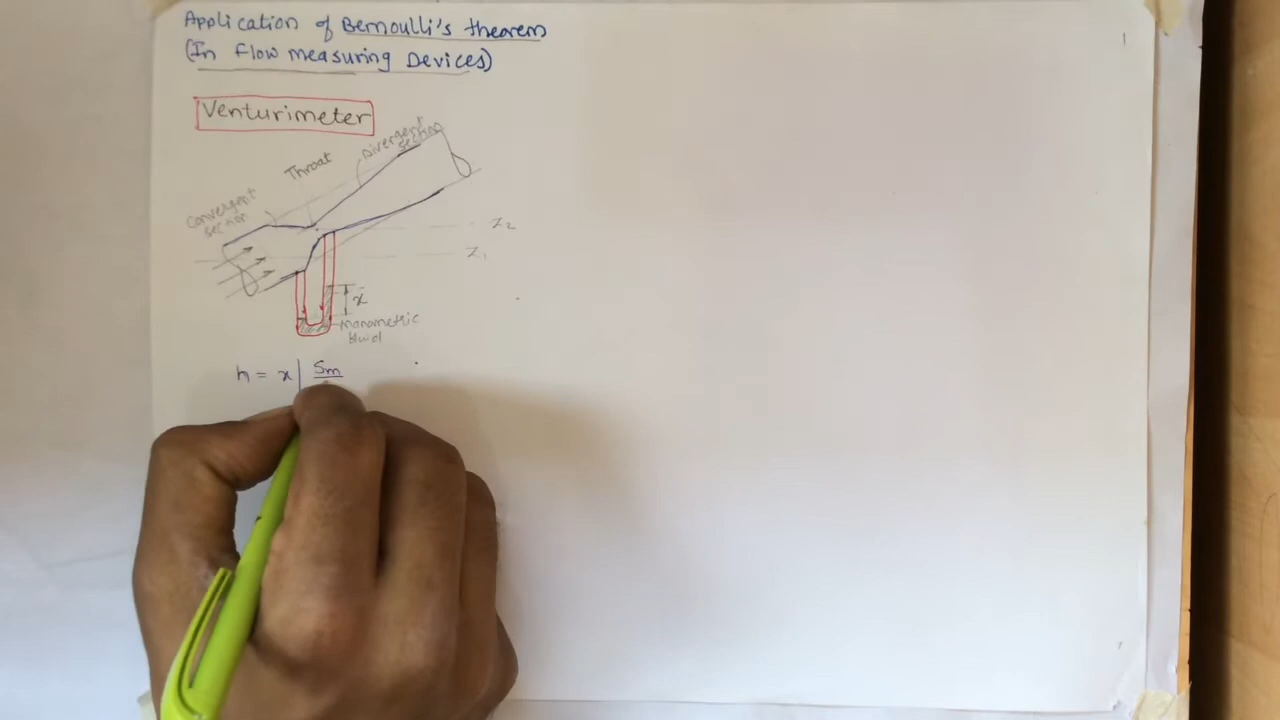 Application of Bernoulli's theorem
(In Flow measuring Devices)
Venturimeter
Divergent
section
Throat
Convergent
section
Z2
Z1
x
Manometric
fluid
h = x | Sm
1